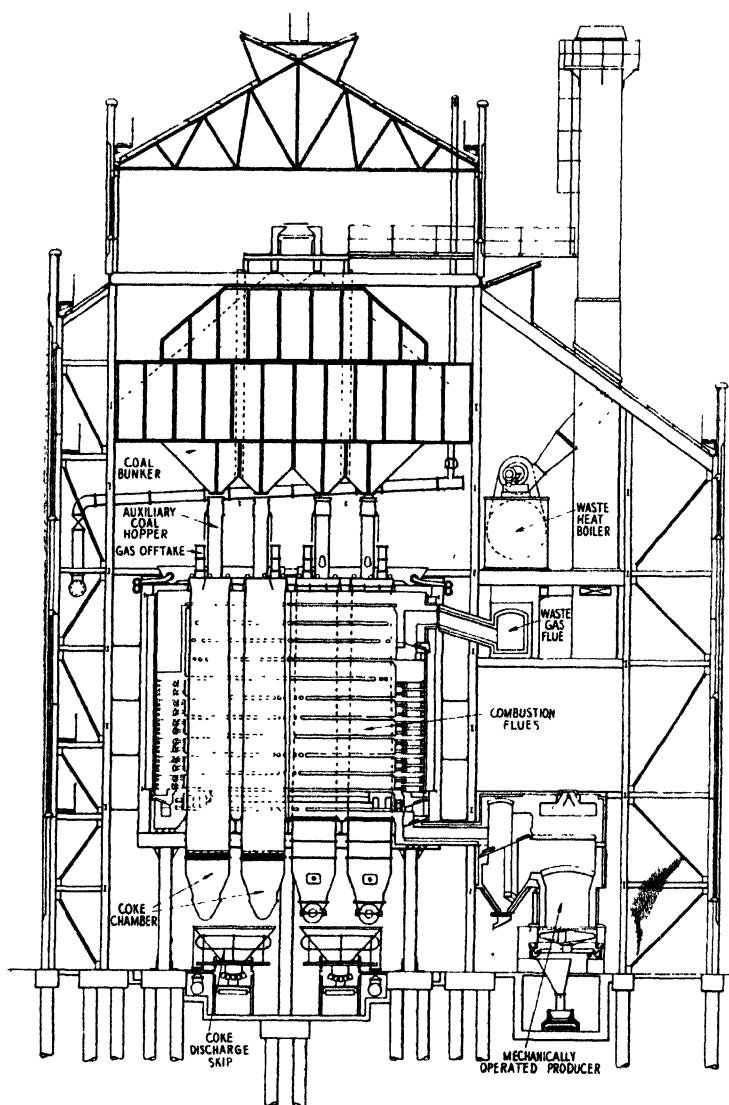 COAL
BUNKER
AUXILIARY
COAL
HOPPER
GAS OFFTAKE
WASTE
HEAT
BOILER
WASTE
GAS
FLUE
COMBUSTION
FLUES
COKE
CHAMBER
COKE
DISCHARGE
SKIP
MECHANICALLY
OPERATED PRODUCER